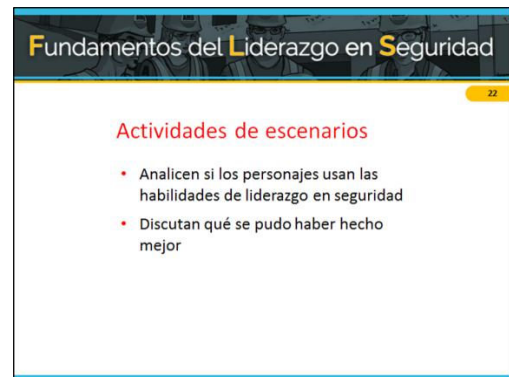 Fundamentos del Liderazgo en Seguridad
22
Actividades de escenarios
• Analicen si los personajes usan las
habilidades de liderazgo en seguridad
• Discutan qué se pudo haber hecho
mejor